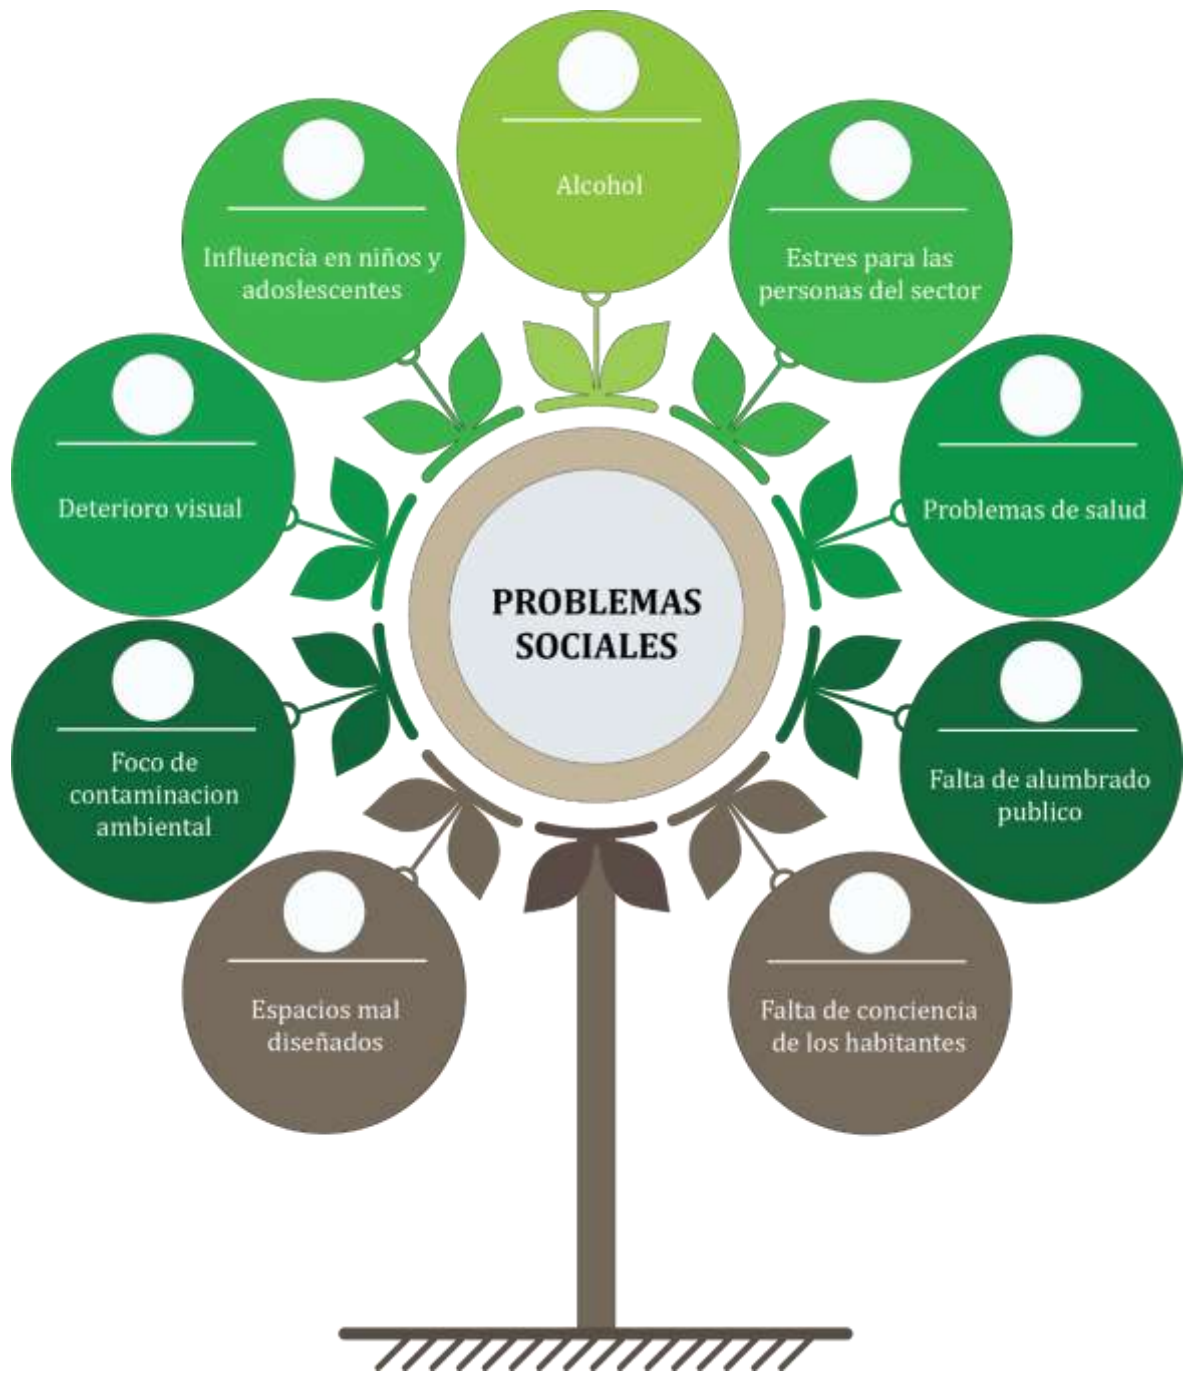 Alcohol
Influencia en niños y
adoslescentes
Estres para las
personas del sector
Deterioro visual
Problemas de salud
PROBLEMAS
SOCIALES
Foco de
contaminacion
ambiental
Falta de alumbrado
publico
Espacios mal
diseñados
Falta de conciencia
de los habitantes